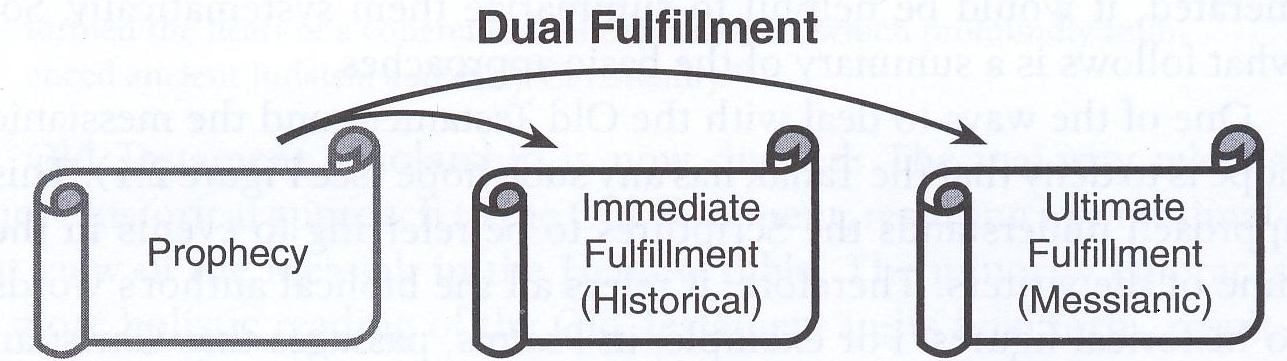 Dual Fulfillment
Prophecy
Immediate
Fulfillment
(Historical)
Ultimate
Fulfillment
(Messianic)